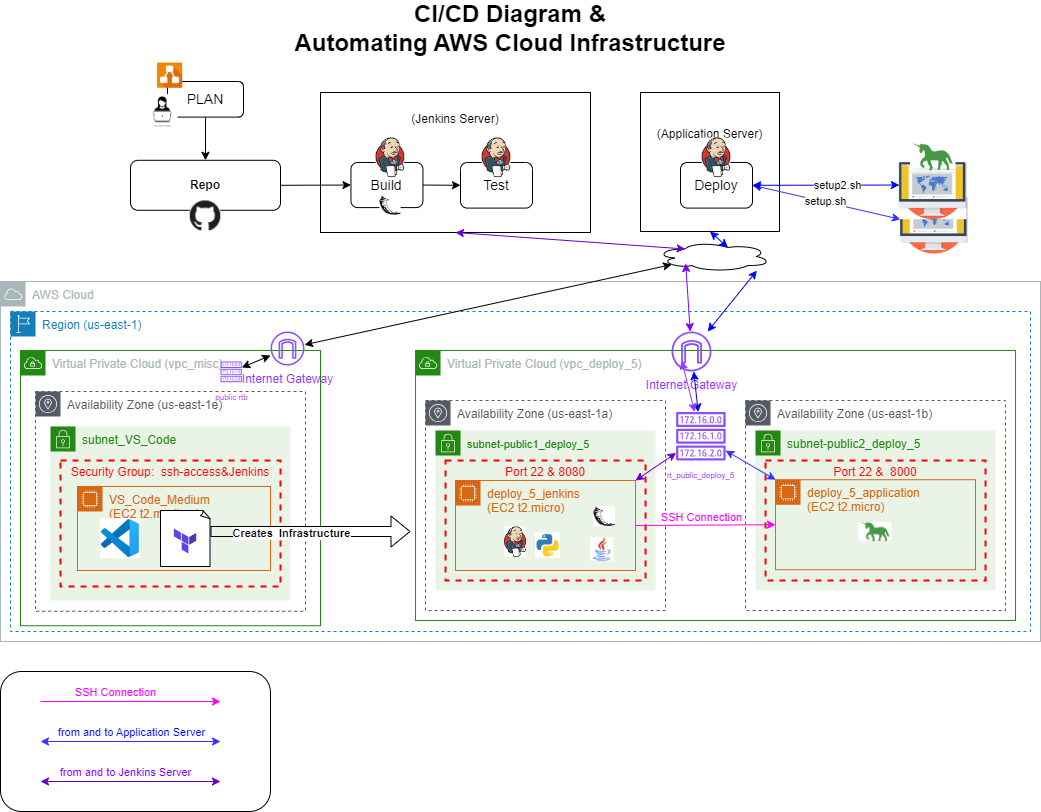 CI/CD Diagram &
Automating AWS Cloud Infrastructure
PLAN
Repo
(Jenkins Server)
Build
Test
(Application Server)
Deploy
setup2.sh
setup.sh
AWS Cloud
Region (us-east-1)
Virtual Private Cloud (vpc_misc)
Internet Gateway
public rtb
Availability Zone (us-east-1e)
subnet_VS_Code
Security Group: ssh-access&Jenkins
VS_Code_Medium
(EC2 t2.m
Creates Infrastructure
Virtual Private Cloud (vpc_deploy_5)
Internet Gateway
172.16.0.0
172.16.1.0
172.16.2.0
rt_public_deploy_5
Availability Zone (us-east-1a)
subnet-public1_deploy_5
Port 22 & 8080
deploy_5_jenkins
(EC2 t2.micro)
SSH Connection
Availability Zone (us-east-1b)
subnet-public2_deploy_5
Port 22 & 8000
deploy_5_application
(EC2 t2.micro)
SSH Connection
from and to Application Server
from and to Jenkins Server